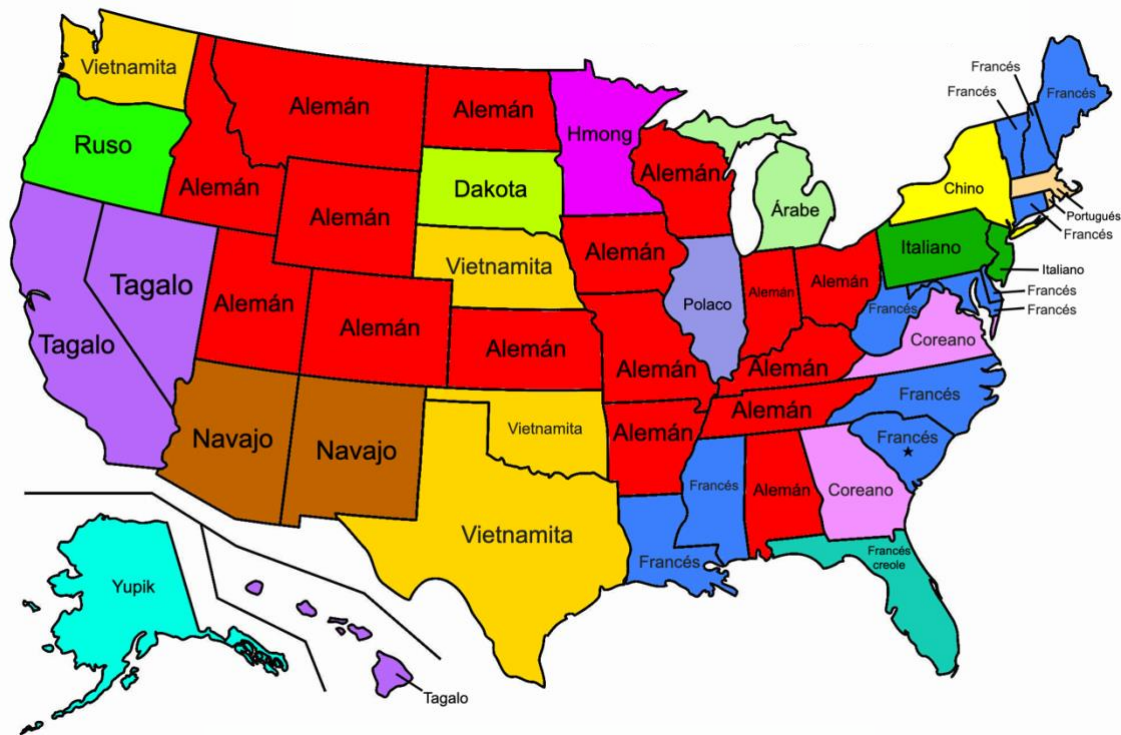 Vietnamita
Ruso
Tagalo
Tagalo
Alemán
Alemán
Alemán
Alemán
Alemán
Alemán
Navajo
Navajo
Alemán
Dakota
Vietnamita
Alemán
Vietnamita
Vietnamita
Hmong
Alemán
Alemán
Alemán
Alemán
Francés
Árabe
Polaco
Alemán
Alemán
Alemán
Alemán
Francés
Alemán
Coreano
Francés
creole
Francés
Francés
Coreano
Francés
Italiano
Chino
Francés
Francés
Francés
Portugués
Francés
Italiano
Francés
Francés
Yupik
Tagalo